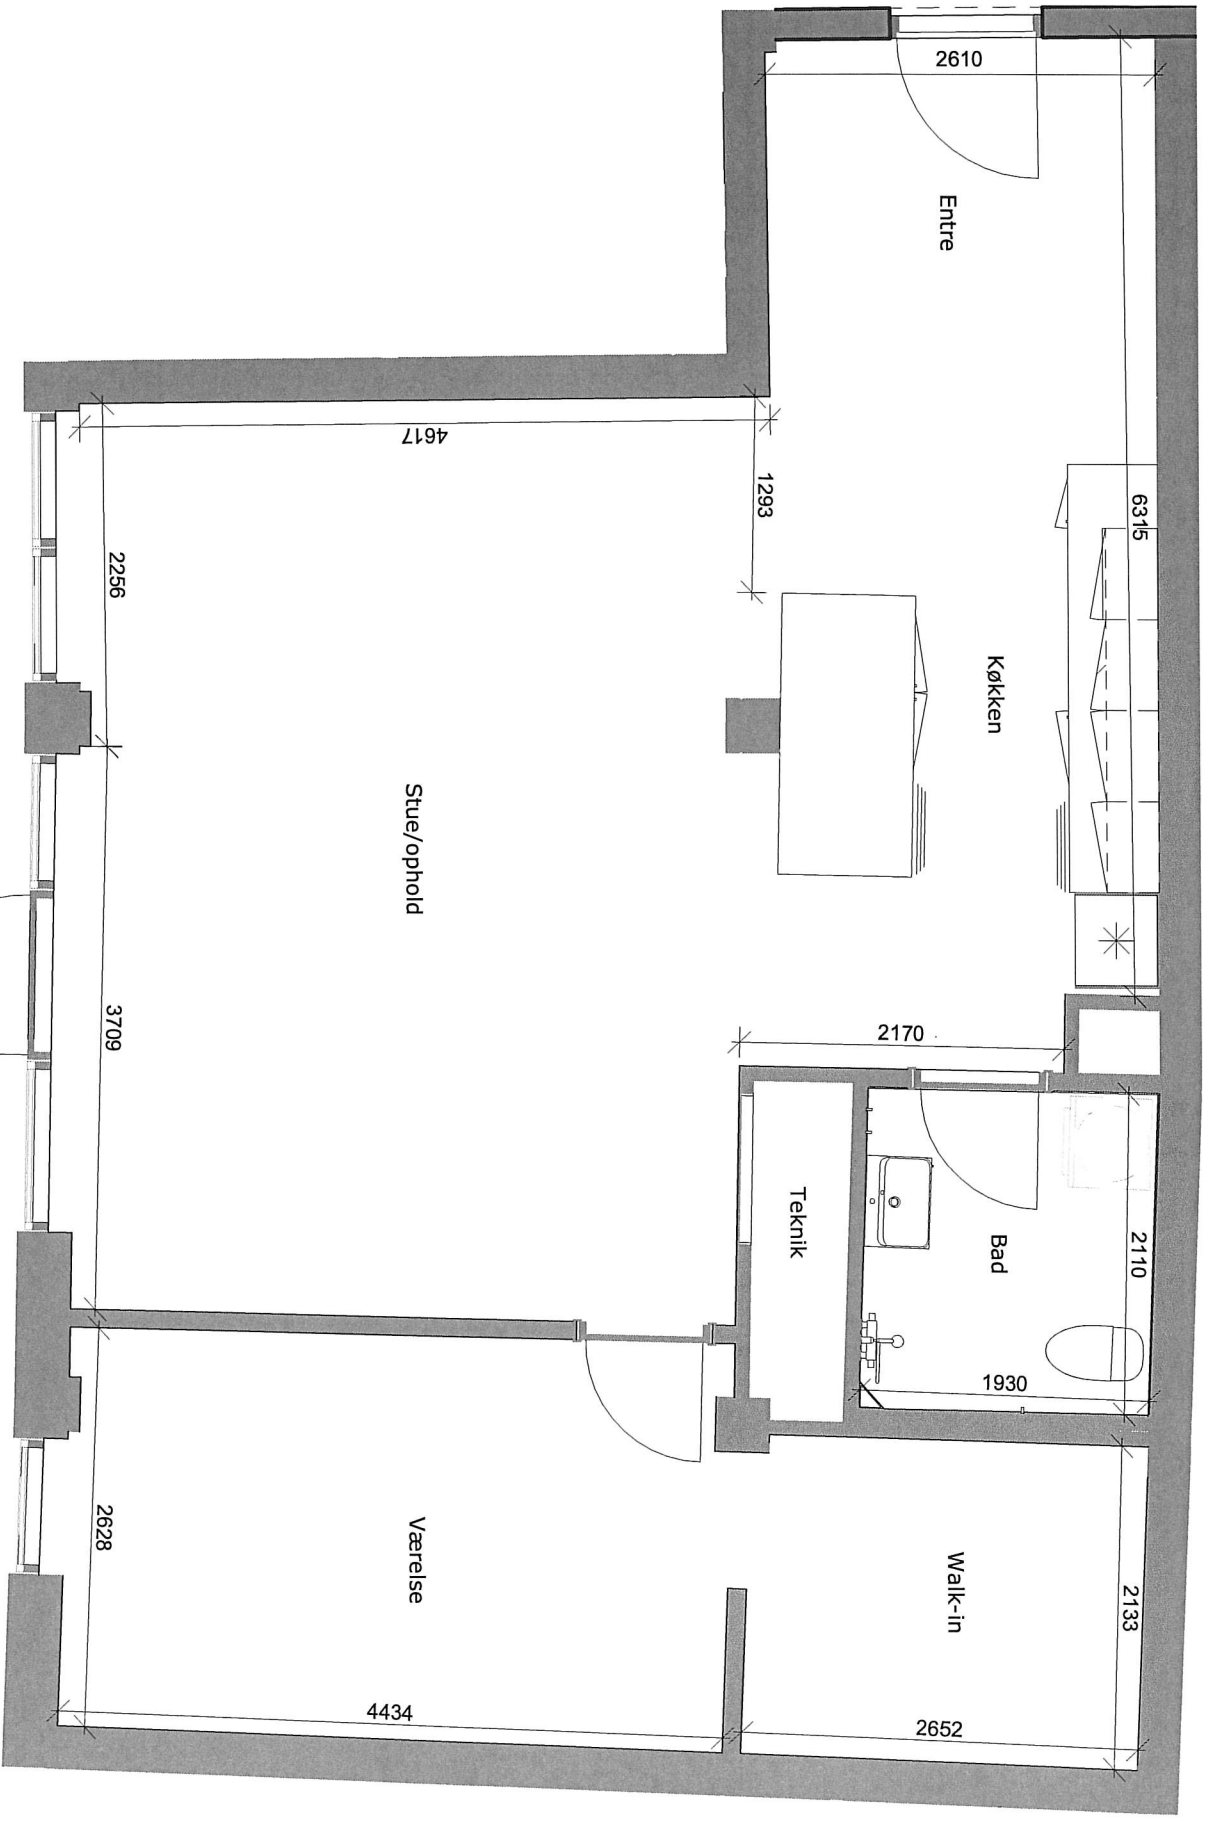 2610
Entre
6315
4617
1293
2256
Køkken
Stue/ophold
3709
2170
Teknik
Bad
2110
1930
2628
Værelse
Walk-in
2133
4434
2652